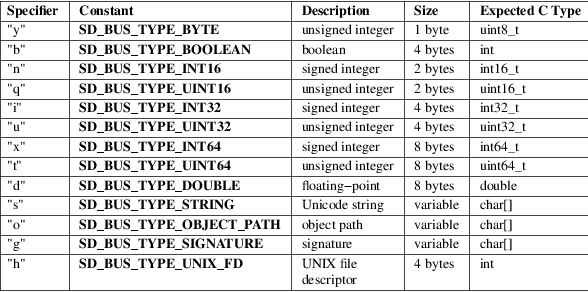 Specifier Constant Description Size Expected C Type
"y" SD_BUS_TYPE_BYTE unsigned integer 1 byte uint8_t
"b" SD_BUS_TYPE_BOOLEAN boolean 4 bytes int
"n" SD_BUS_TYPE_INT16 signed integer 2 bytes int16_t
"q" SD_BUS_TYPE_UINT16 unsigned integer 2 bytes uint16_t
"i" SD_BUS_TYPE_INT32 signed integer 4 bytes int32_t
"u" SD_BUS_TYPE_UINT32 unsigned integer 4 bytes uint32_t
"x" SD_BUS_TYPE_INT64 signed integer 8 bytes int64_t
"t" SD_BUS_TYPE_UINT64 unsigned integer 8 bytes uint64_t
"d" SD_BUS_TYPE_DOUBLE floating−point 8 bytes double
"s" SD_BUS_TYPE_STRING Unicode string variable char[]
"o" SD_BUS_TYPE_OBJECT_PATH object path variable char[]
"g" SD_BUS_TYPE_SIGNATURE signature variable char[]
"h" SD_BUS_TYPE_UNIX_FD UNIX file 4 bytes int
descriptor